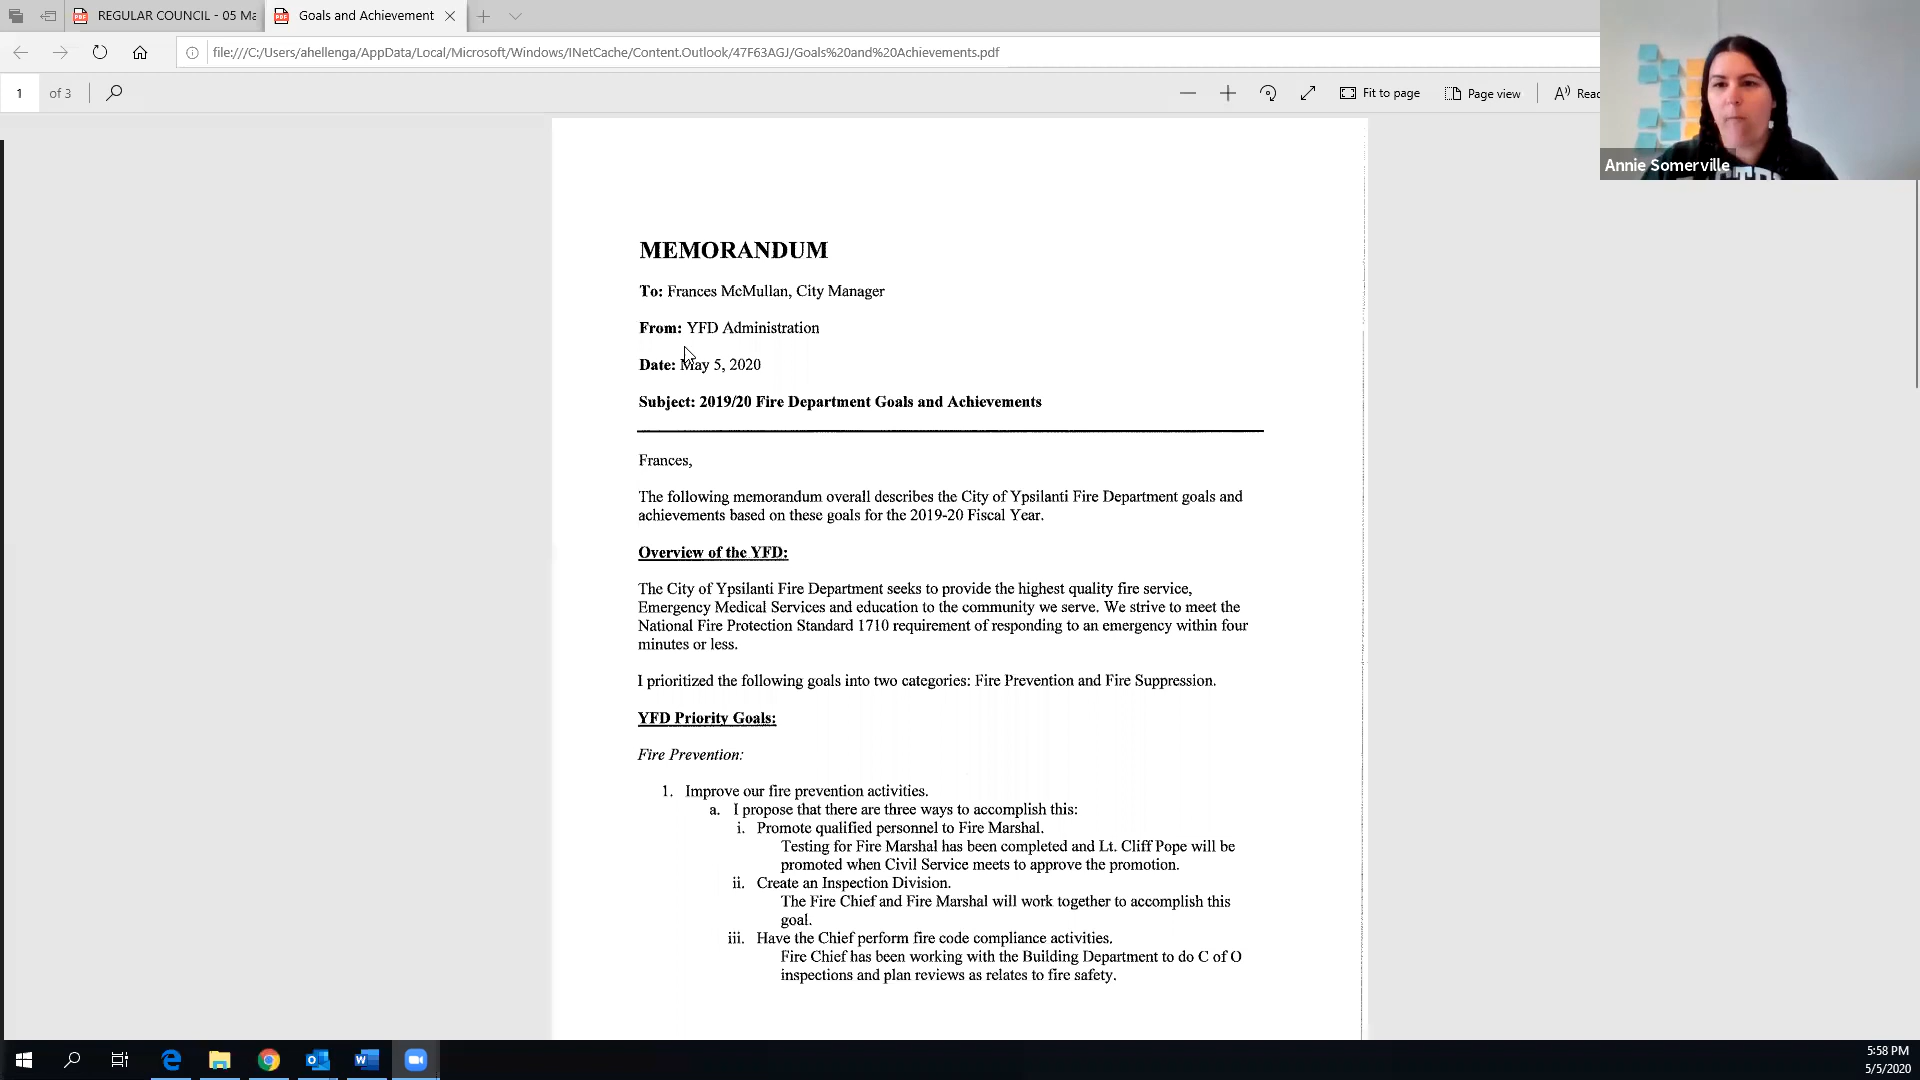 REGULAR COUNCIL - 05 Ma
Goals and Achievement
file:///C:/Users/ahellenga/AppData/Local/Microsoft/Windows/INetCache/Content.Outlook/47F63AGJ/Goals%20and%20Achievements.pdf
1 of 3
Fit to page
Page view
Read
Annie Somerville
MEMORANDUM
To: Frances McMullan, City Manager
From: YFD Administration
Date: May 5, 2020
Subject: 2019/20 Fire Department Goals and Achievements
Frances,
The following memorandum overall describes the City of Ypsilanti Fire Department goals and
achievements based on these goals for the 2019-20 Fiscal Year.
Overview of the YFD:
The City of Ypsilanti Fire Department seeks to provide the highest quality fire service,
Emergency Medical Services and education to the community we serve. We strive to meet the
National Fire Protection Standard 1710 requirement of responding to an emergency within four
minutes or less.
I prioritized the following goals into two categories: Fire Prevention and Fire Suppression.
YFD Priority Goals:
Fire Prevention:
1. Improve our fire prevention activities.
a. I propose that there are three ways to accomplish this:
i. Promote qualified personnel to Fire Marshal.
Testing for Fire Marshal has been completed and Lt. Cliff Pope will be
promoted when Civil Service meets to approve the promotion.
ii. Create an Inspection Division.
The Fire Chief and Fire Marshal will work together to accomplish this
goal.
iii. Have the Chief perform fire code compliance activities.
Fire Chief has been working with the Building Department to do C of O
inspections and plan reviews as relates to fire safety.
5:58 PM
5/5/2020